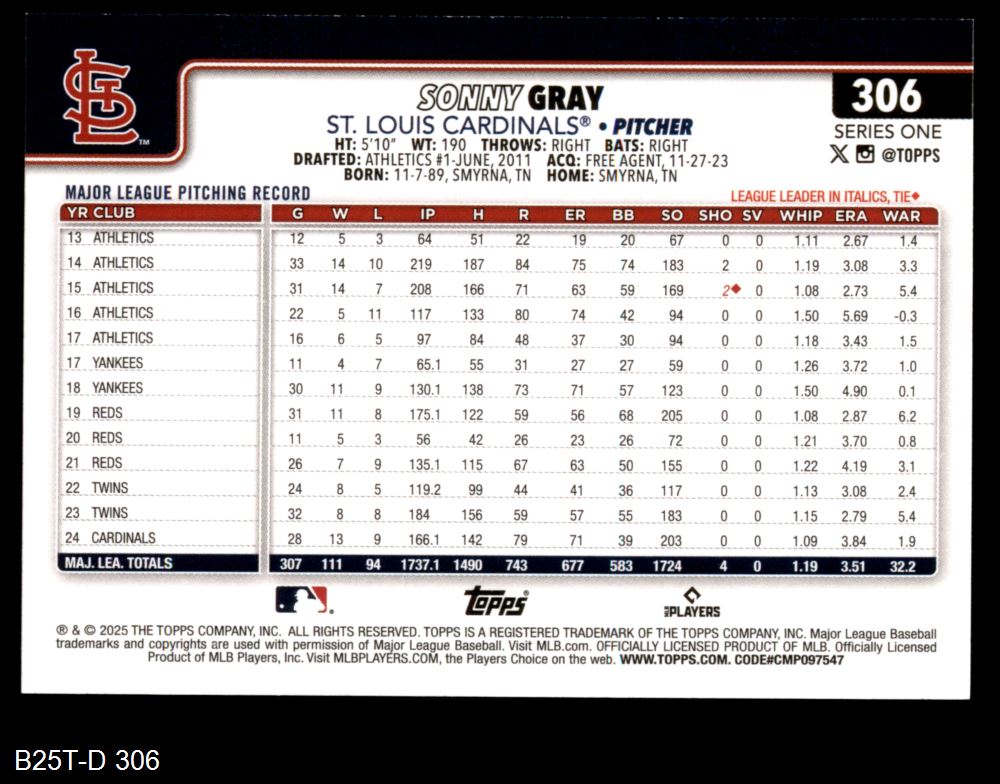 STL
TM
SONNY GRAY
306
ST. LOUIS CARDINALS® • PITCHER
SERIES ONE
HT: 5'10" WT: 190 THROWS: RIGHT BATS: RIGHT
X @TOPPS
DRAFTED: ATHLETICS #1-JUNE, 2011 ACQ: FREE AGENT, 11-27-23
BORN: 11-7-89, SMYRNA, TN HOME: SMYRNA, TN
MAJOR LEAGUE PITCHING RECORD
LEAGUE LEADER IN ITALICS, TIE◆
YR CLUB G W L IP H R ER BB SO SHO SV WHIP ERA WAR
13 ATHLETICS 12 5 3 64 51 22 19 20 67 0 0 1.11 2.67 1.4
14 ATHLETICS 33 14 10 219 187 84 75 74 183 2 0 1.19 3.08 3.3
15 ATHLETICS 31 14 7 208 166 71 63 59 169 2◆ 0 1.08 2.73 5.4
16 ATHLETICS 22 5 11 117 133 80 74 42 94 0 0 1.50 5.69 -0.3
17 ATHLETICS 16 6 5 97 84 48 37 30 94 0 0 1.18 3.43 1.5
17 YANKEES 11 4 7 65.1 55 31 27 27 59 0 0 1.26 3.72 1.0
18 YANKEES 30 11 9 130.1 138 73 71 57 123 0 0 1.50 4.90 0.1
19 REDS 31 11 8 175.1 122 59 56 68 205 0 0 1.08 2.87 6.2
20 REDS 11 5 3 56 42 26 23 26 72 0 0 1.21 3.70 0.8
21 REDS 26 7 9 135.1 115 67 63 50 155 0 0 1.22 4.19 3.1
22 TWINS 24 8 5 119.2 99 44 41 36 117 0 0 1.13 3.08 2.4
23 TWINS 32 8 8 184 156 59 57 55 183 0 0 1.15 2.79 5.4
24 CARDINALS 28 13 9 166.1 142 79 71 39 203 0 0 1.09 3.84 1.9
MAJ. LEA. TOTALS 307 111 94 1737.1 1490 743 677 583 1724 4 0 1.19 3.51 32.2
Topps®
MLB PLAYERS
® & © 2025 THE TOPPS COMPANY, INC. ALL RIGHTS RESERVED. TOPPS IS A REGISTERED TRADEMARK OF THE TOPPS COMPANY, INC. Major League Baseball
trademarks and copyrights are used with permission of Major League Baseball. Visit MLB.com. OFFICIALLY LICENSED PRODUCT OF MLB. Officially Licensed
Product of MLB Players, Inc. Visit MLBPLAYERS.COM, the Players Choice on the web. WWW.TOPPS.COM. CODE#CMP097547
B25T-D 306